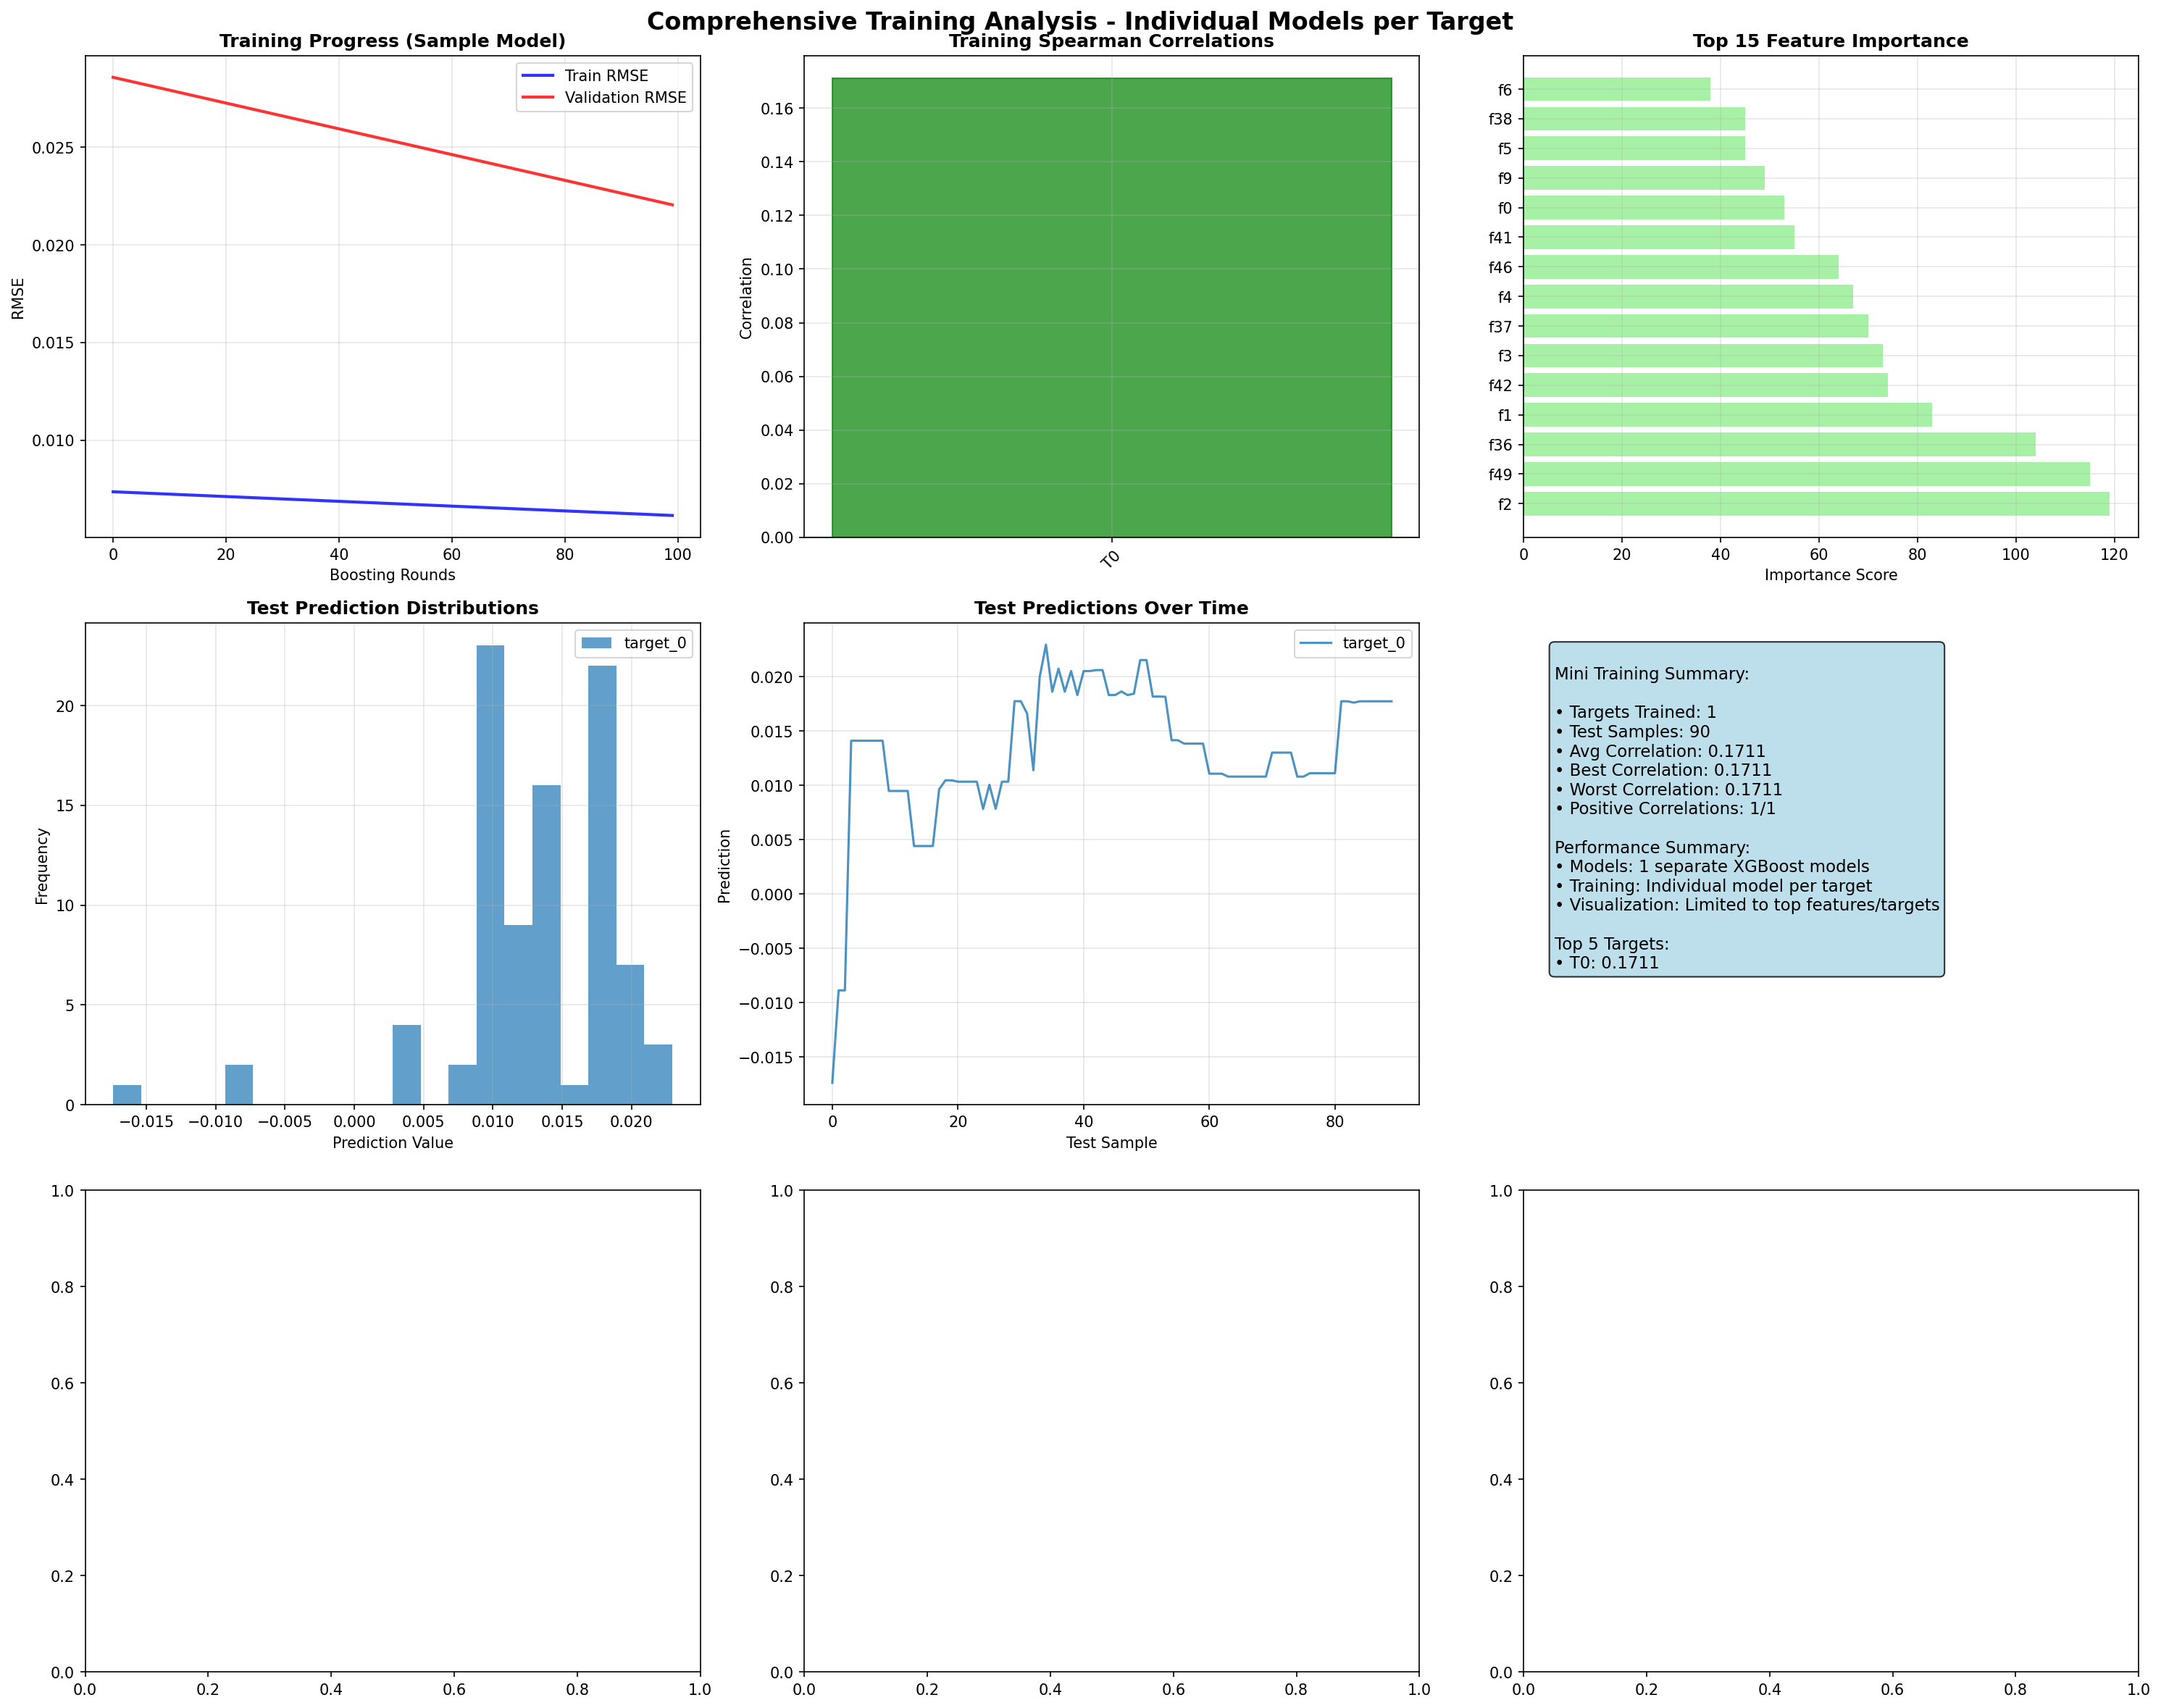 Comprehensive Training Analysis - Individual Models per Target
Training Progress (Sample Model)
Train RMSE
Validation RMSE
RMSE
0.025
0.020
0.015
0.010
0 20 40 60 80 100
Boosting Rounds
Training Spearman Correlations
Correlation
0.16
0.14
0.12
0.10
0.08
0.06
0.04
0.02
0.00
T0
Top 15 Feature Importance
f6
f38
f5
f9
f0
f41
f46
f4
f37
f3
f42
f1
f36
f49
f2
0 20 40 60 80 100 120
Importance Score
Test Prediction Distributions
target_0
Frequency
20
15
10
5
0
−0.015 −0.010 −0.005 0.000 0.005 0.010 0.015 0.020
Prediction Value
Test Predictions Over Time
target_0
Prediction
0.020
0.015
0.010
0.005
0.000
−0.005
−0.010
−0.015
0 20 40 60 80
Test Sample
Mini Training Summary:
• Targets Trained: 1
• Test Samples: 90
• Avg Correlation: 0.1711
• Best Correlation: 0.1711
• Worst Correlation: 0.1711
• Positive Correlations: 1/1
Performance Summary:
• Models: 1 separate XGBoost models
• Training: Individual model per target
• Visualization: Limited to top features/targets
Top 5 Targets:
• T0: 0.1711
1.0
0.8
0.6
0.4
0.2
0.0
0.0 0.2 0.4 0.6 0.8 1.0
1.0
0.8
0.6
0.4
0.2
0.0
0.0 0.2 0.4 0.6 0.8 1.0
1.0
0.8
0.6
0.4
0.2
0.0
0.0 0.2 0.4 0.6 0.8 1.0